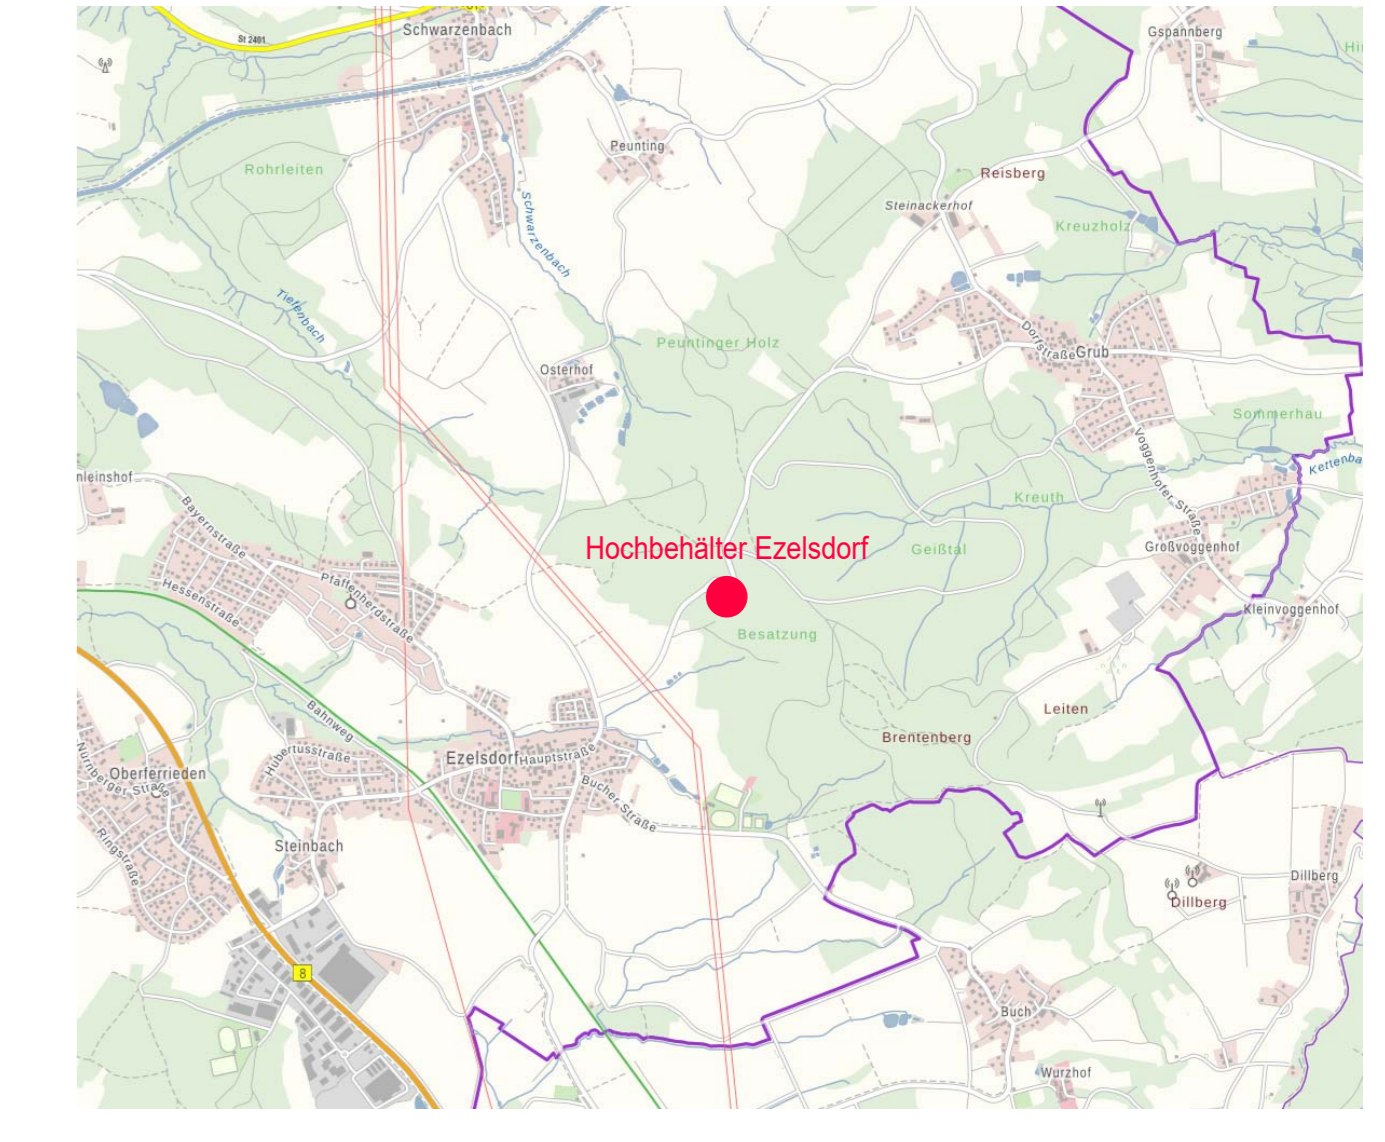 Schwarzenbach
St 2401
Gspannberg
Peunting
Rohrleiten
Reisberg
Steinackerhof
Schwarzenbach
Kreuzholz
Tiefenbach
Dorfstraße
Peuntinger Holz
Grub
Osterhof
Sommerhau
Voggenhofer Straße
nleinshof
Kettenba
Bayernstraße
Kreuth
Hochbehälter Ezelsdorf
Geißtal
Großvoggenhof
Pfaffenherdstraße
Hessenstraße
Kleinvoggenhof
Besatzung
Leiten
Bahnweg
Brentenberg
Hubertusstraße
Ezelsdorf
Hauptstraße
Oberferrieden
Nürnberger Straße
Bucher Straße
Ringstraße
Steinbach
Dillberg
Dillberg
8
Buch
Wurzhof